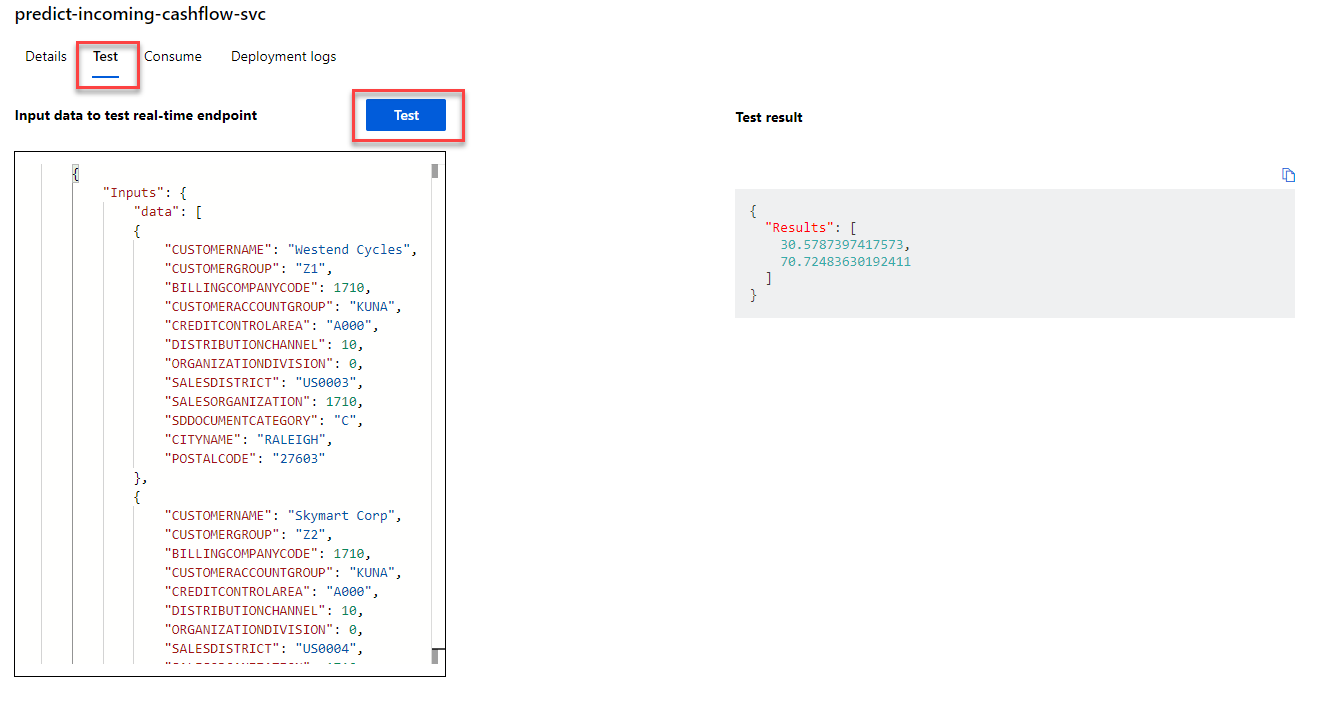 predict-incoming-cashflow-svc
Details Test Consume Deployment logs
Input data to test real-time endpoint
Test
{
"Inputs": {
"data": [
{
"CUSTOMERNAME": "Westend Cycles",
"CUSTOMERGROUP": "Z1",
"BILLINGCOMPANYCODE": 1710,
"CUSTOMERACCOUNTGROUP": "KUNA",
"CREDITCONTROLAREA": "A000",
"DISTRIBUTIONCHANNEL": 10,
"ORGANIZATIONDIVISION": 0,
"SALESDISTRICT": "US0003",
"SALESORGANIZATION": 1710,
"SDDOCUMENTCATEGORY": "C",
"CITYNAME": "RALEIGH",
"POSTALCODE": "27603"
},
{
"CUSTOMERNAME": "Skymart Corp",
"CUSTOMERGROUP": "Z2",
"BILLINGCOMPANYCODE": 1710,
"CUSTOMERACCOUNTGROUP": "KUNA",
"CREDITCONTROLAREA": "A000",
"DISTRIBUTIONCHANNEL": 10,
"ORGANIZATIONDIVISION": 0,
"SALESDISTRICT": "US0004",
Test result
{
"Results": [
30.5787397417573,
70.72483630192411
]
}